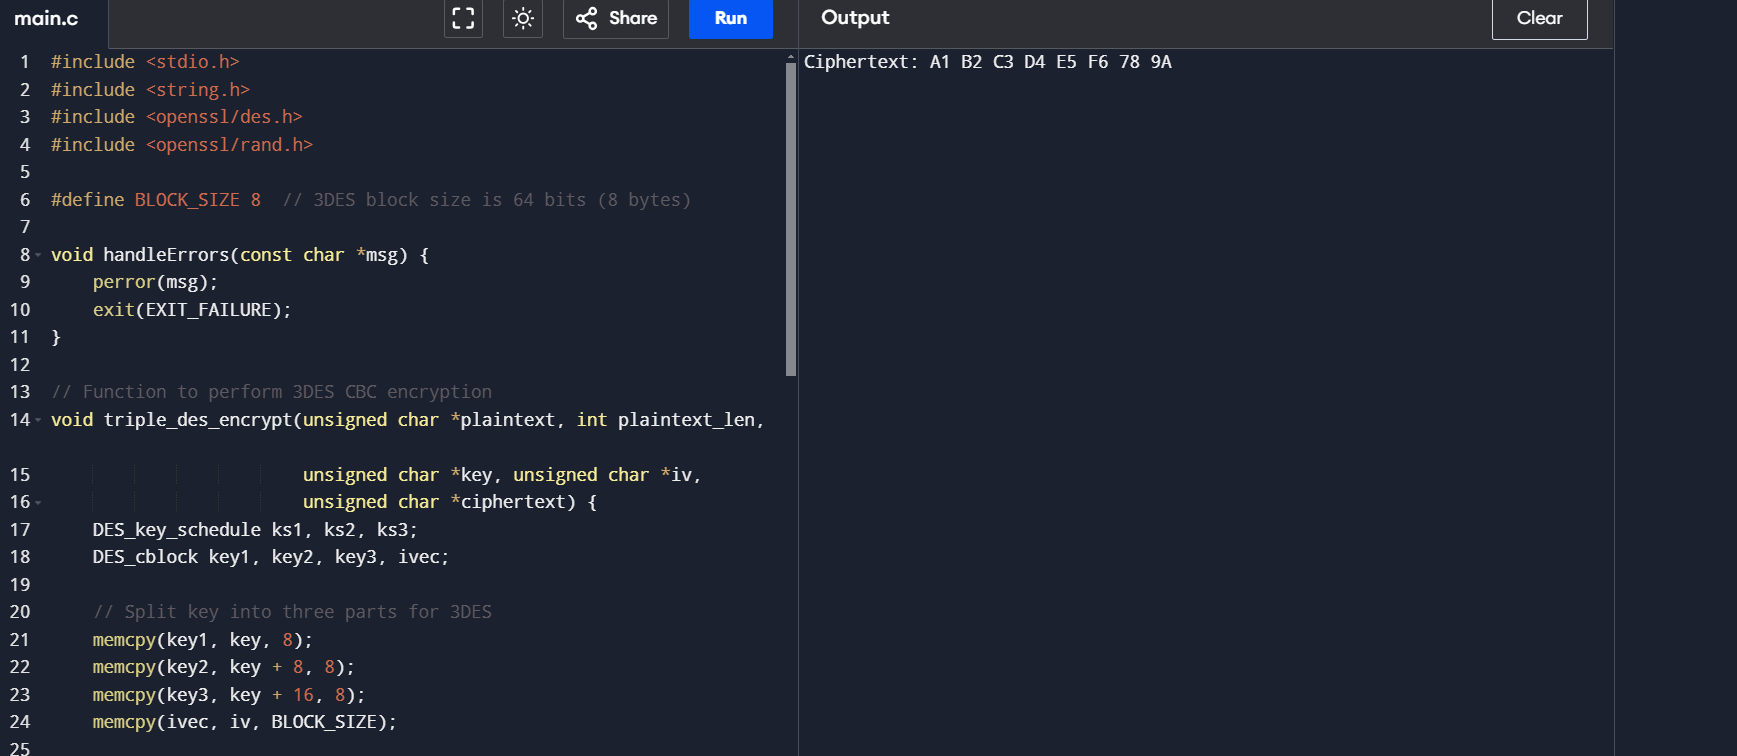 main.c
Share
Run
Output
Clear
1 #include <stdio.h>
2 #include <string.h>
3 #include <openssl/des.h>
4 #include <openssl/rand.h>
5
6 #define BLOCK_SIZE 8  // 3DES block size is 64 bits (8 bytes)
7
8 void handleErrors(const char *msg) {
9     perror(msg);
10     exit(EXIT_FAILURE);
11 }
12
13 // Function to perform 3DES CBC encryption
14 void triple_des_encrypt(unsigned char *plaintext, int plaintext_len,
15                         unsigned char *key, unsigned char *iv,
16                         unsigned char *ciphertext) {
17     DES_key_schedule ks1, ks2, ks3;
18     DES_cblock key1, key2, key3, ivec;
19
20     // Split key into three parts for 3DES
21     memcpy(key1, key, 8);
22     memcpy(key2, key + 8, 8);
23     memcpy(key3, key + 16, 8);
24     memcpy(ivec, iv, BLOCK_SIZE);
25
Ciphertext: A1 B2 C3 D4 E5 F6 78 9A